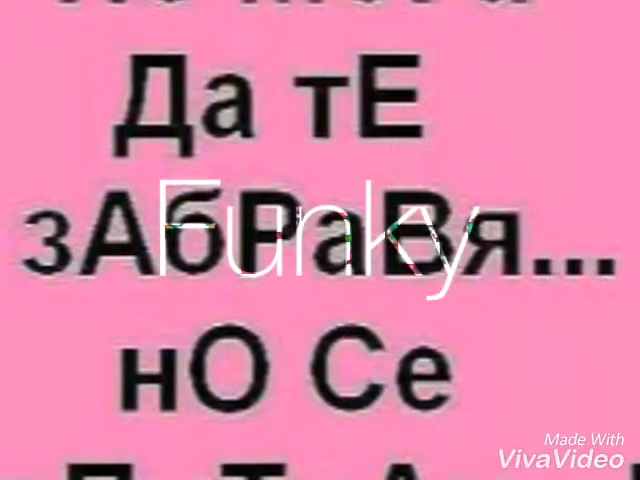 Да тЕ
зАбРаВя...
Funky
нО Се
Made With
VivaVideo